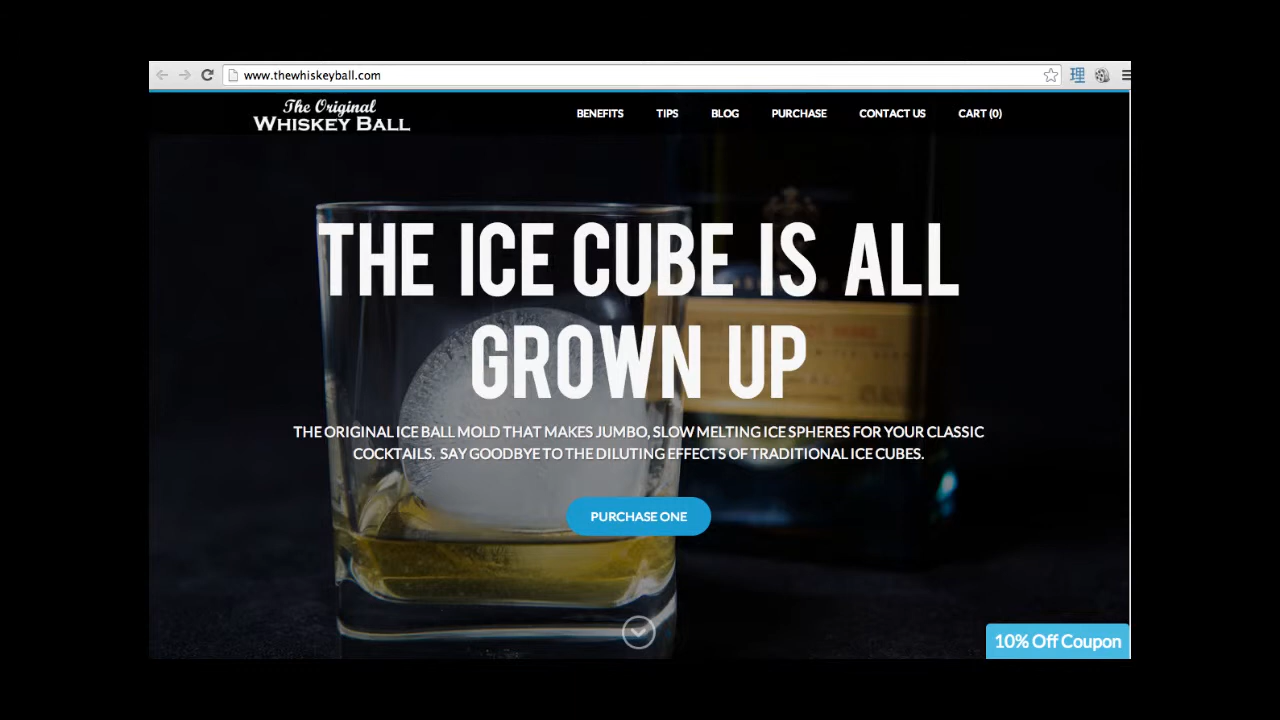 www.thewhiskeyball.com
理
The Original
WHISKEY BALL
BENEFITS TIPS BLOG PURCHASE CONTACT US CART (0)
THE ICE CUBE IS ALL
GROWN UP
THE ORIGINAL ICE BALL MOLD THAT MAKES JUMBO, SLOW MELTING ICE SPHERES FOR YOUR CLASSIC
COCKTAILS. SAY GOODBYE TO THE DILUTING EFFECTS OF TRADITIONAL ICE CUBES.
PURCHASE ONE
10% Off Coupon